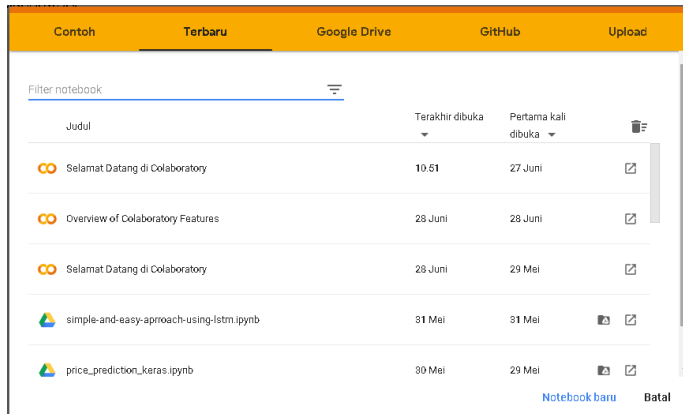 Contoh Terbaru Google Drive GitHub Upload
Filter notebook
Judul Terakhir dibuka Pertama kali dibuka
Selamat Datang di Colaboratory 10.51 27 Juni
Overview of Colaboratory Features 28 Juni 28 Juni
Selamat Datang di Colaboratory 28 Juni 29 Mei
simple-and-easy-aprroach-using-lstm.ipynb 31 Mei 31 Mei
price_prediction_keras.ipynb 30 Mei 29 Mei
Notebook baru Batal